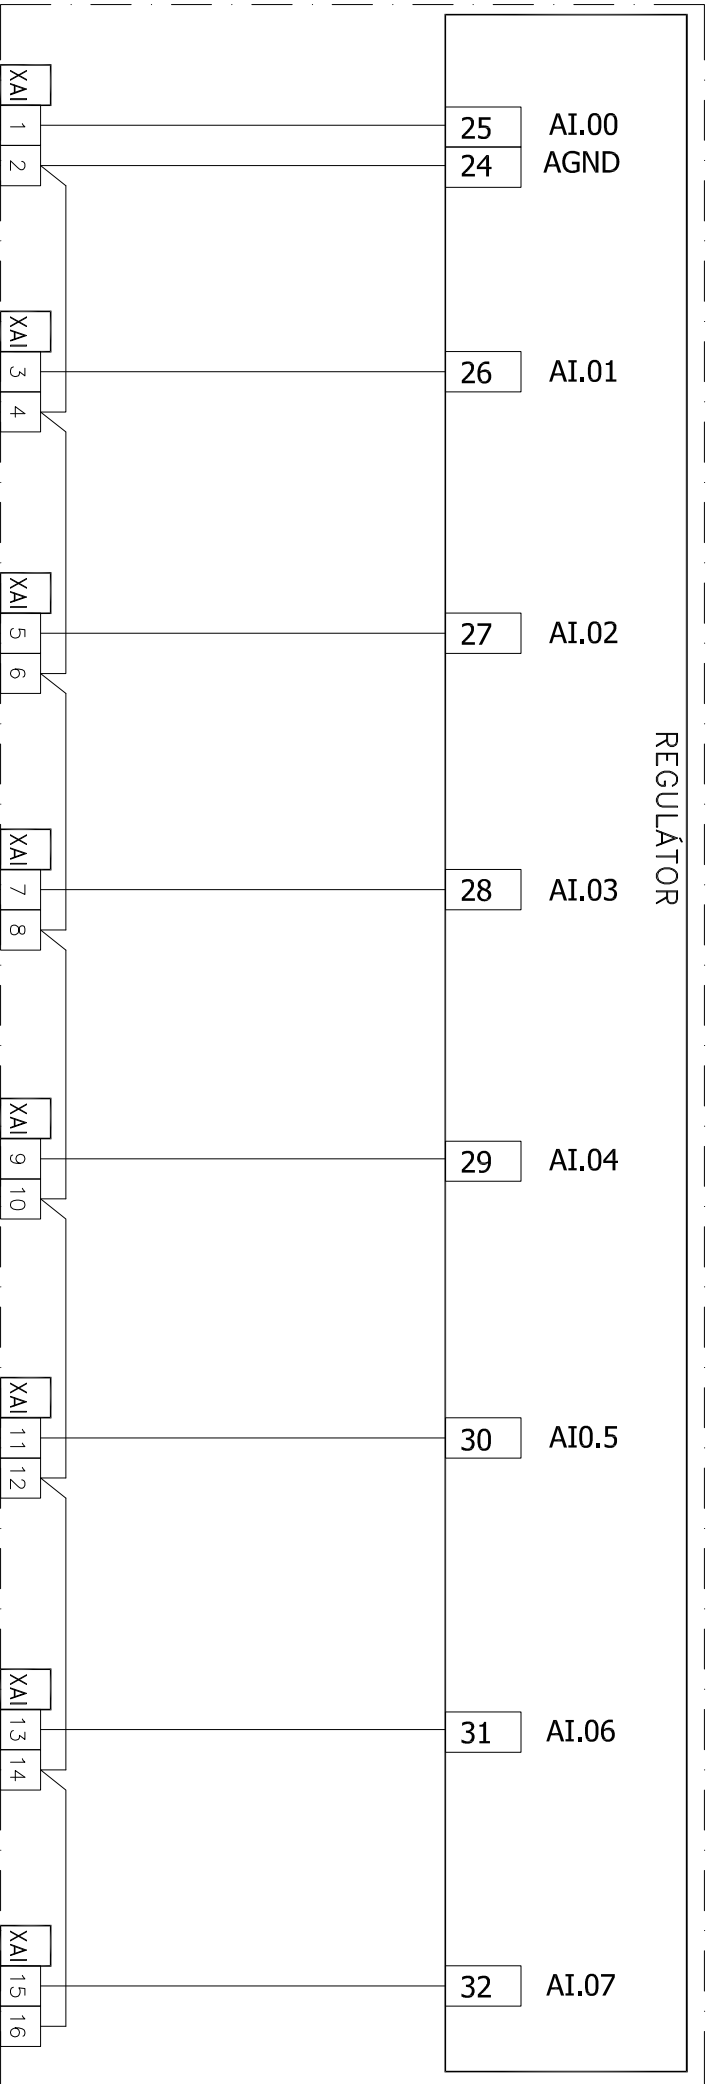 REGULÁTOR
XAI 1 25 AI.00
2 24 AGND
XAI 3 26 AI.01
4
XAI 5 27 AI.02
6
XAI 7 28 AI.03
8
XAI 9 29 AI.04
10
XAI 11 30 AI0.5
12
XAI 13 31 AI.06
14
XAI 15 32 AI.07
16